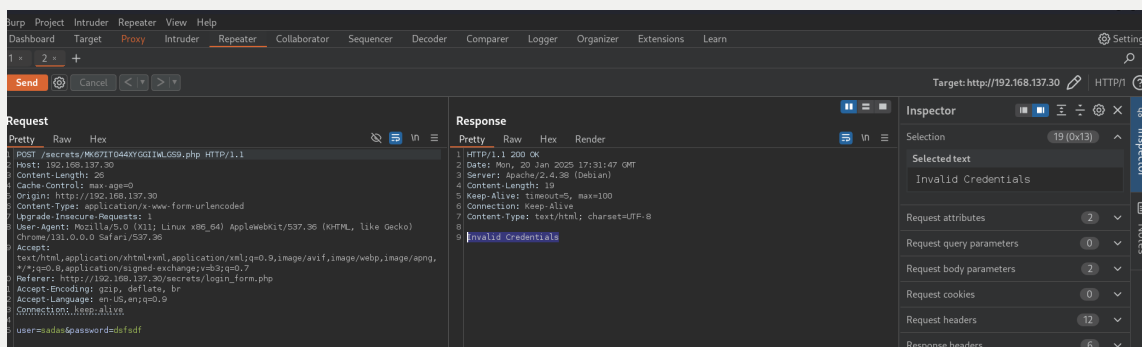 Burp Project Intruder Repeater View Help
Dashboard Target Proxy Intruder Repeater Collaborator Sequencer Decoder Comparer Logger Organizer Extensions Learn Setting
1 × 2 × +
Send Cancel < > Target: http://192.168.137.30 HTTP/1
Request
Pretty Raw Hex \n
1 POST /secrets/MK67IT044XYGGIIWLGS9.php HTTP/1.1
2 Host: 192.168.137.30
3 Content-Length: 26
4 Cache-Control: max-age=0
5 Origin: http://192.168.137.30
6 Content-Type: application/x-www-form-urlencoded
7 Upgrade-Insecure-Requests: 1
8 User-Agent: Mozilla/5.0 (X11; Linux x86_64) AppleWebKit/537.36 (KHTML, like Gecko)
Chrome/131.0.0.0 Safari/537.36
9 Accept:
text/html,application/xhtml+xml,application/xml;q=0.9,image/avif,image/webp,image/apng,
*/*;q=0.8,application/signed-exchange;v=b3;q=0.7
0 Referer: http://192.168.137.30/secrets/login_form.php
1 Accept-Encoding: gzip, deflate, br
2 Accept-Language: en-US,en;q=0.9
3 Connection: keep-alive
4
5 user=sadas&password=dsfsdf
Response
Pretty Raw Hex Render \n
1 HTTP/1.1 200 OK
2 Date: Mon, 20 Jan 2025 17:31:47 GMT
3 Server: Apache/2.4.38 (Debian)
4 Content-Length: 19
5 Keep-Alive: timeout=5, max=100
6 Connection: Keep-Alive
7 Content-Type: text/html; charset=UTF-8
8
9 Invalid Credentials
Inspector
Selection 19 (0x13)
Selected text
Invalid Credentials
Request attributes 2
Request query parameters 0
Request body parameters 2
Request cookies 0
Request headers 12
Response headers 6
Inspector
Notes